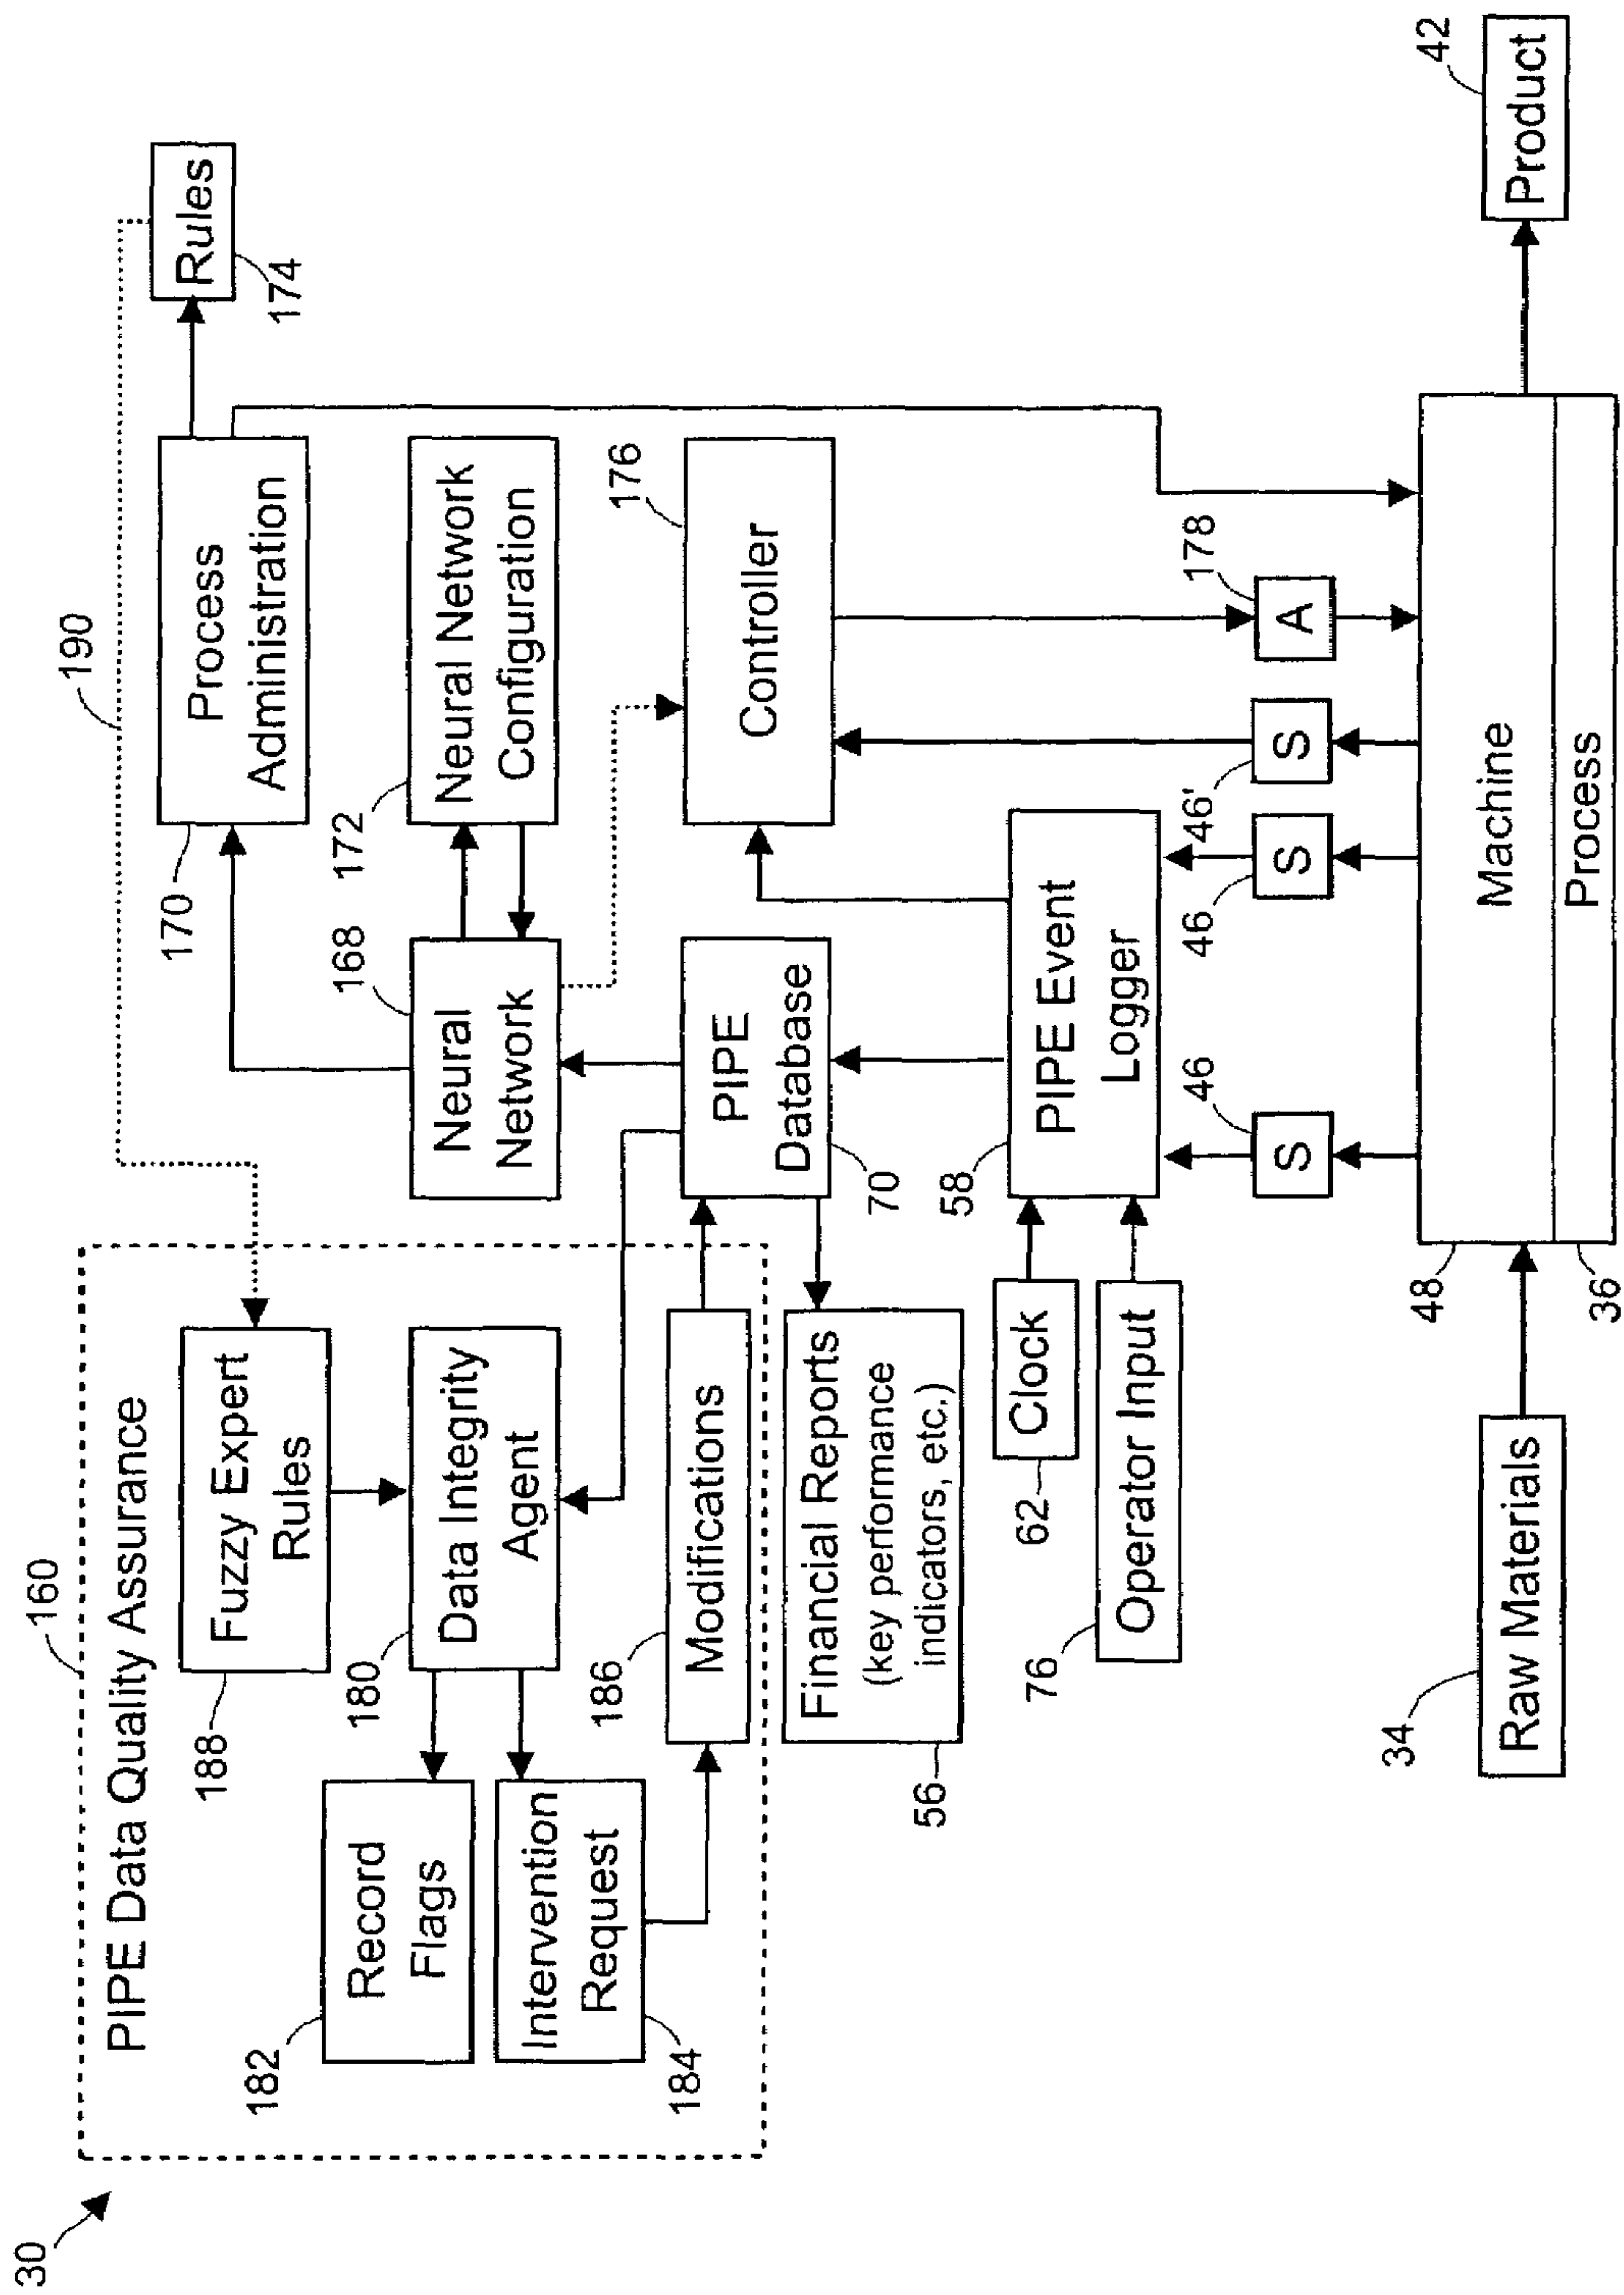 30
160
PIPE Data Quality Assurance
190
188
Fuzzy Expert
Rules
170
Process
Administration
Rules
174
182
Record
Flags
180
Data Integrity
Agent
168
Neural
Network
172
Neural Network
Configuration
Intervention
Request
184
186
Modifications
PIPE
Database
70
176
Controller
Financial Reports
(key performance
indicators, etc,)
56
Clock
62
58
PIPE Event
Logger
76
Operator Input
46
S
46
S
46'
S
178
A
34
Raw Materials
48
Machine
36
Process
42
Product